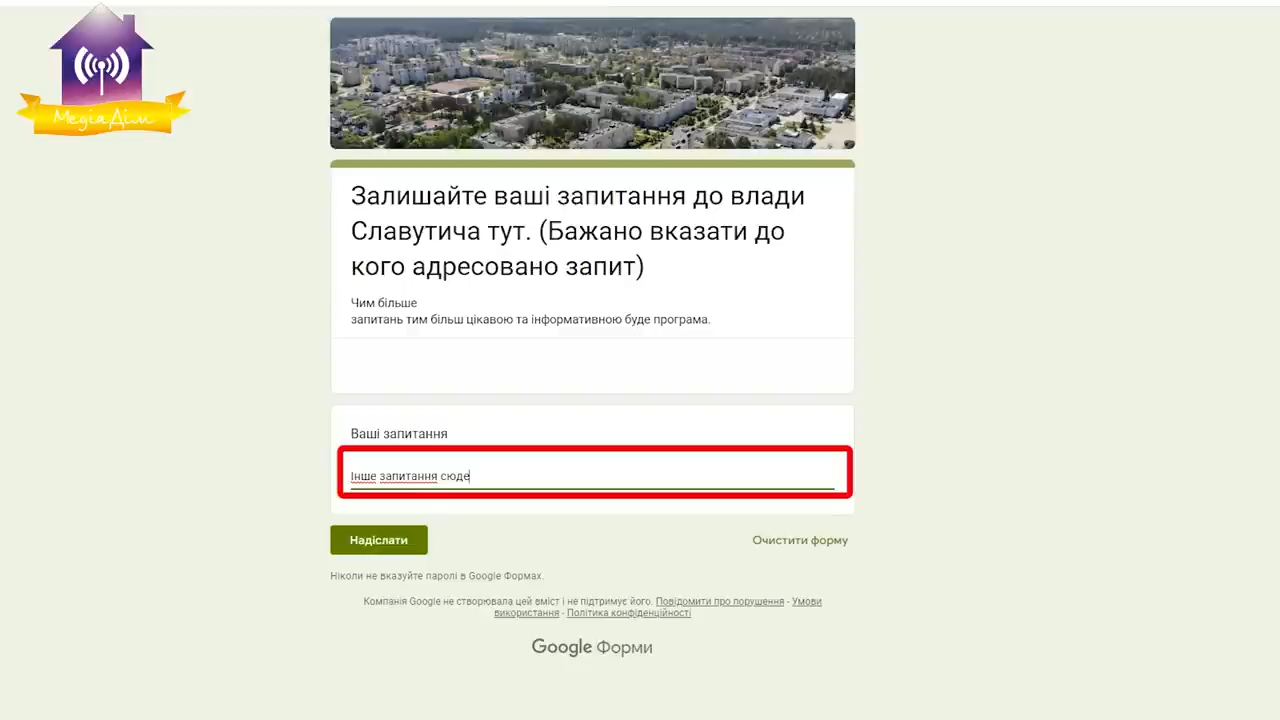 МедіаДім
Залишайте ваші запитання до влади
Славутича тут. (Бажано вказати до
кого адресовано запит)
Чим більше
запитань тим більш цікавою та інформативною буде програма.
Ваші запитання
Інше запитання сюде
Надіслати
Очистити форму
Ніколи не вказуйте паролі в Google Формах.
Компанія Google не створювала цей вміст і не підтримує його. Повідомити про порушення - Умови
використання - Політика конфіденційності
Google Форми